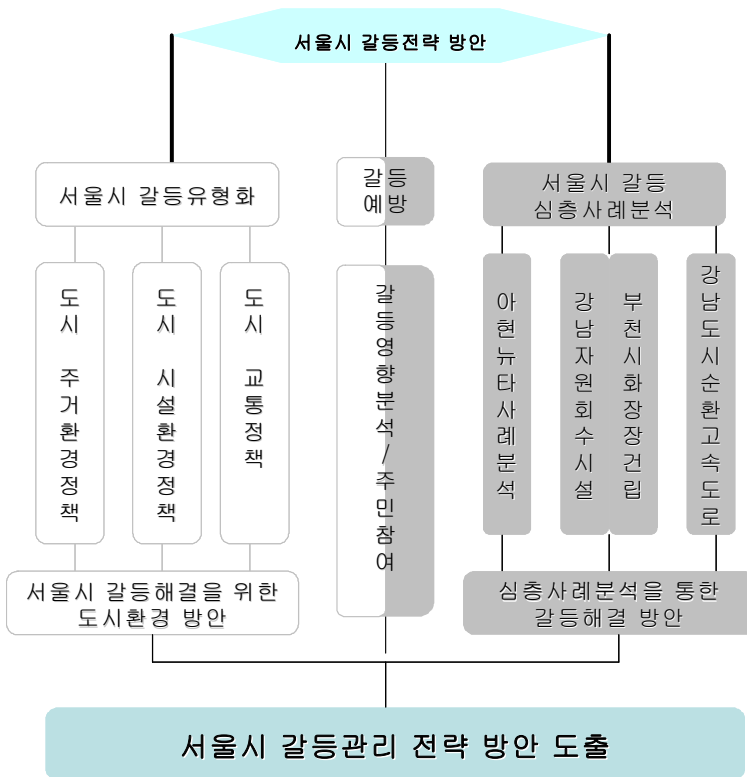 서울시 갈등전략 방안
서울시 갈등유형화
갈등
예방
서울시 갈등
심층사례분석
도시 주거환경정책
도시 시설환경정책
도시 교통정책
갈등영향분석/주민참여
아현뉴타사례분석
강남자원회수시설
부천시화장장건립
강남도시순환고속도로
서울시 갈등해결을 위한
도시환경 방안
심층사례분석을 통한
갈등해결 방안
서울시 갈등관리 전략 방안 도출